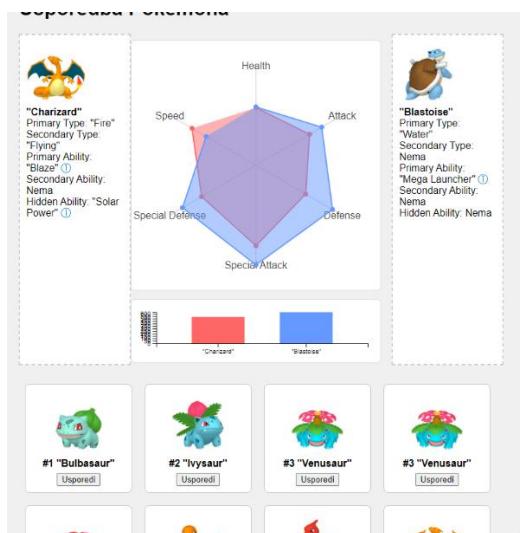 Usporedba Pokemona
"Charizard"
Primary Type: "Fire"
Secondary Type:
"Flying"
Primary Ability:
"Blaze" ⓘ
Secondary Ability:
Nema
Hidden Ability: "Solar
Power" ⓘ
Health
Speed
Attack
Special Defense
Defense
Special Attack
"Blastoise"
Primary Type:
"Water"
Secondary Type:
Nema
Primary Ability:
"Mega Launcher" ⓘ
Secondary Ability:
Nema
Hidden Ability: Nema
"Charizard"
"Blastoise"
#1 "Bulbasaur"
Usporedi
#2 "Ivysaur"
Usporedi
#3 "Venusaur"
Usporedi
#3 "Venusaur"
Usporedi